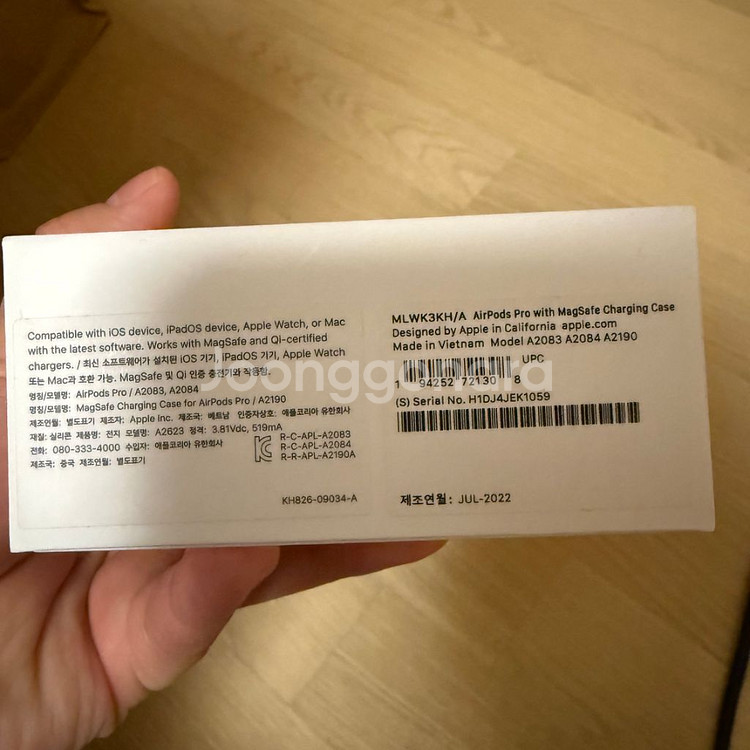 Compatible with iOS device, iPadOS device, Apple Watch, or Mac
with the latest software. Works with MagSafe and Qi-certified
chargers. / 최신 소프트웨어가 설치된 iOS 기기, iPadOS 기기, Apple Watch
또는 Mac과 호환 가능. MagSafe 및 Qi 인증 충전기와 작동함.
명칭/모델명: AirPods Pro / A2083, A2084
명칭/모델명: MagSafe Charging Case for AirPods Pro / A2190
제조연월: 별도표기 제조자: Apple Inc. 제조국: 베트남 인증자상호: 애플코리아 유한회사
재질: 실리콘 제품명: 전지 모델명: A2623 정격: 3.81Vdc, 519mA
전화: 080-333-4000 수입자: 애플코리아 유한회사
제조국: 중국 제조연월: 별도표기
R-C-APL-A2083
R-C-APL-A2084
R-R-APL-A2190A
KH826-09034-A
MLWK3KH/A AirPods Pro with MagSafe Charging Case
Designed by Apple in California apple.com
Made in Vietnam Model A2083 A2084 A2190
UPC
1 94252 72130 8
(S) Serial No. H1DJ4JEK1059
제조연월: JUL-2022
Joonggonara